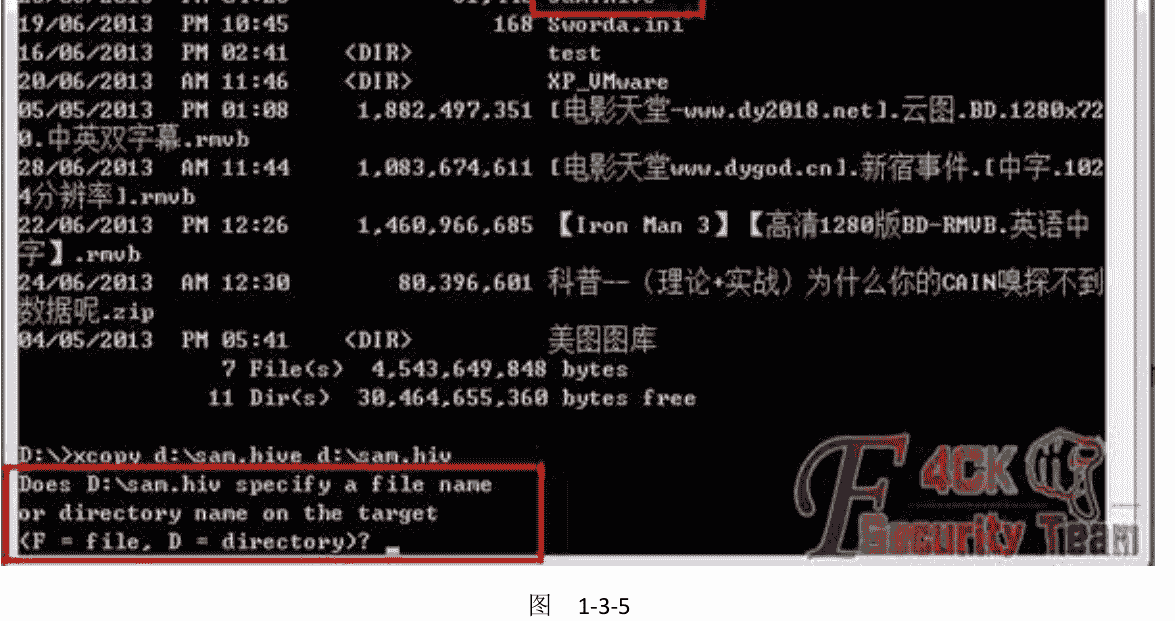 19/06/2013  PM 10:45               168 Sworda.ini
16/06/2013  PM 02:41    <DIR>          test
20/06/2013  AM 11:46    <DIR>          XP_VMware
05/05/2013  PM 01:08     1,882,497,351 [电影天堂-www.dy2018.net].云图.BD.1280x72
0.中英双字幕.rmvb
28/06/2013  AM 11:44     1,083,674,611 [电影天堂www.dygod.cn].新宿事件.[中字.102
4分辨率].rmvb
22/06/2013  PM 12:26     1,460,966,685 【Iron Man 3】【高清1280版BD-RMVB.英语中
字】.rmvb
24/06/2013  AM 12:30        80,396,601 科普--（理论+实战）为什么你的CAIN嗅探不到
数据呢.zip
04/05/2013  PM 05:41    <DIR>          美图图库
7 File(s)  4,543,649,848 bytes
11 Dir(s)  30,464,655,360 bytes free
D:\>xcopy d:\sam.hive d:\sam.hiv
Does D:\sam.hiv specify a file name
or directory name on the target
(F = file, D = directory)?
F4CK
Security Team
图 1-3-5